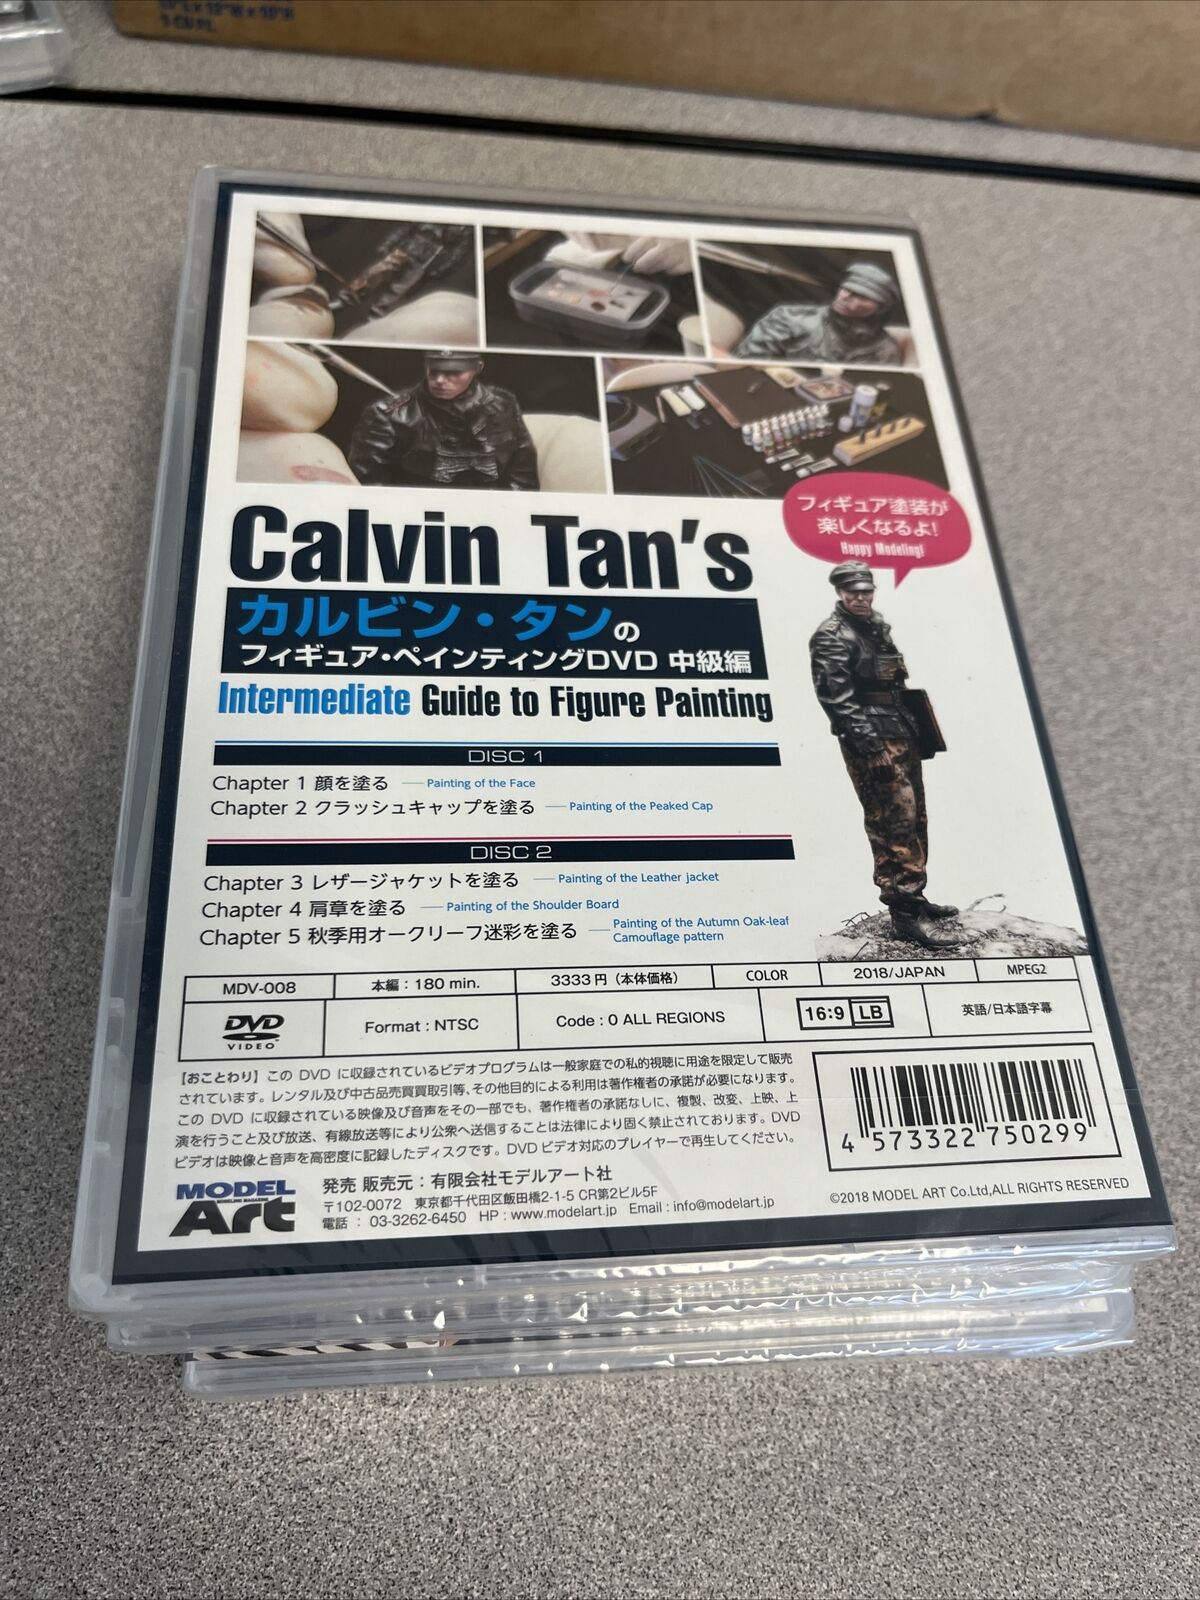 フィギュア塗装が
楽しくなるよ!
Happy Modeling!
Calvin Tan's
カルビン・タンの
フィギュア・ペインティングDVD 中級編
Intermediate Guide to Figure Painting
DISC 1
Chapter 1 顔を塗る Painting of the Face
Chapter 2 クラッシュキャップを塗る Painting of the Peaked Cap
DISC 2
Chapter 3 レザージャケットを塗る Painting of the Leather jacket
Chapter 4 肩章を塗る Painting of the Shoulder Board
Chapter 5 秋季用オークリーフ迷彩を塗る Painting of the Autumn Oak-leaf
Camouflage pattern
MDV-008 本編:180 min. 3333円(本体価格) COLOR 2018/JAPAN MPEG2
DVD VIDEO Format : NTSC Code : 0 ALL REGIONS 16:9 LB 英語/日本語字幕
【おことわり】この DVD に収録されているビデオプログラムは一般家庭での私的視聴に用途を限定して販売
されています。レンタル及び中古品売買買取引等、その他目的による利用は著作権者の承諾が必要になります。
この DVD に収録されている映像及び音声をその一部でも、著作権者の承諾なしに、複製、改変、上映、上
演を行うこと及び放送、有線放送等により公衆へ送信することは法律により固く禁止されております。DVD
ビデオは映像と音声を高密度に記録したディスクです。DVD ビデオ対応のプレイヤーで再生してください。
4 573322 750299
MODEL
MODELING MAGAZINE
Art
発売 販売元:有限会社モデルアート社
〒102-0072 東京都千代田区飯田橋2-1-5 CR第2ビル5F
電話 : 03-3262-6450 HP : www.modelart.jp Email : info@modelart.jp
©2018 MODEL ART Co.Ltd,ALL RIGHTS RESERVED